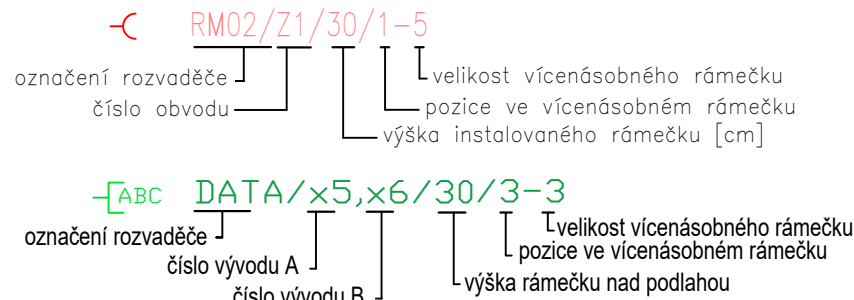 RM02/Z1/30/1-5
označení rozvaděče
velikost vícenásobného rámečku
číslo obvodu
pozice ve vícenásobném rámečku
výška instalovaného rámečku [cm]
ABC DATA/x5,x6/30/3-3
označení rozvaděče
velikost vícenásobného rámečku
pozice ve vícenásobném rámečku
číslo vývodu A
výška rámečku nad podlahou
číslo vývodu B